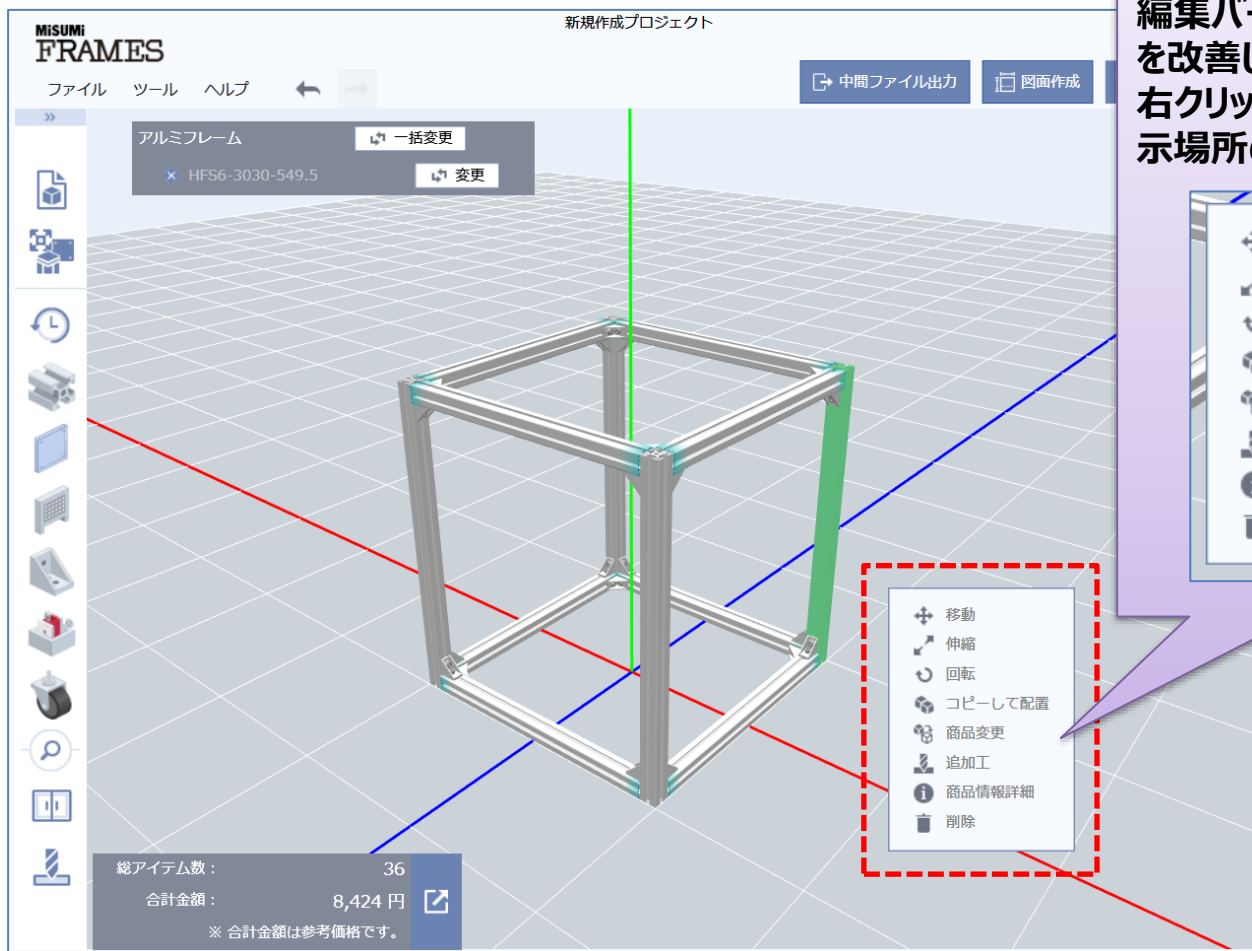 新規作成プロジェクト
MiSUMi
FRAMES
ファイル ツール ヘルプ
中間ファイル出力
図面作成
アルミフレーム
一括変更
HFS6-3030-549.5
変更
編集バー
を改善し
右クリッ
示場所の
移動
伸縮
回転
コピーして配置
商品変更
追加工
商品情報詳細
削除
総アイテム数： 36
合計金額： 8,424 円
※ 合計金額は参考価格です。